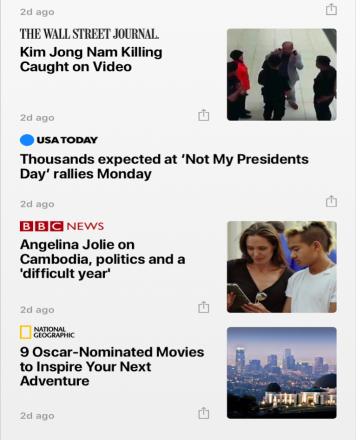 2d ago
THE WALL STREET JOURNAL.
Kim Jong Nam Killing
Caught on Video
2d ago
USA TODAY
Thousands expected at ‘Not My Presidents
Day’ rallies Monday
2d ago
BBC NEWS
Angelina Jolie on
Cambodia, politics and a
'difficult year'
2d ago
NATIONAL
GEOGRAPHIC
9 Oscar-Nominated Movies
to Inspire Your Next
Adventure
2d ago